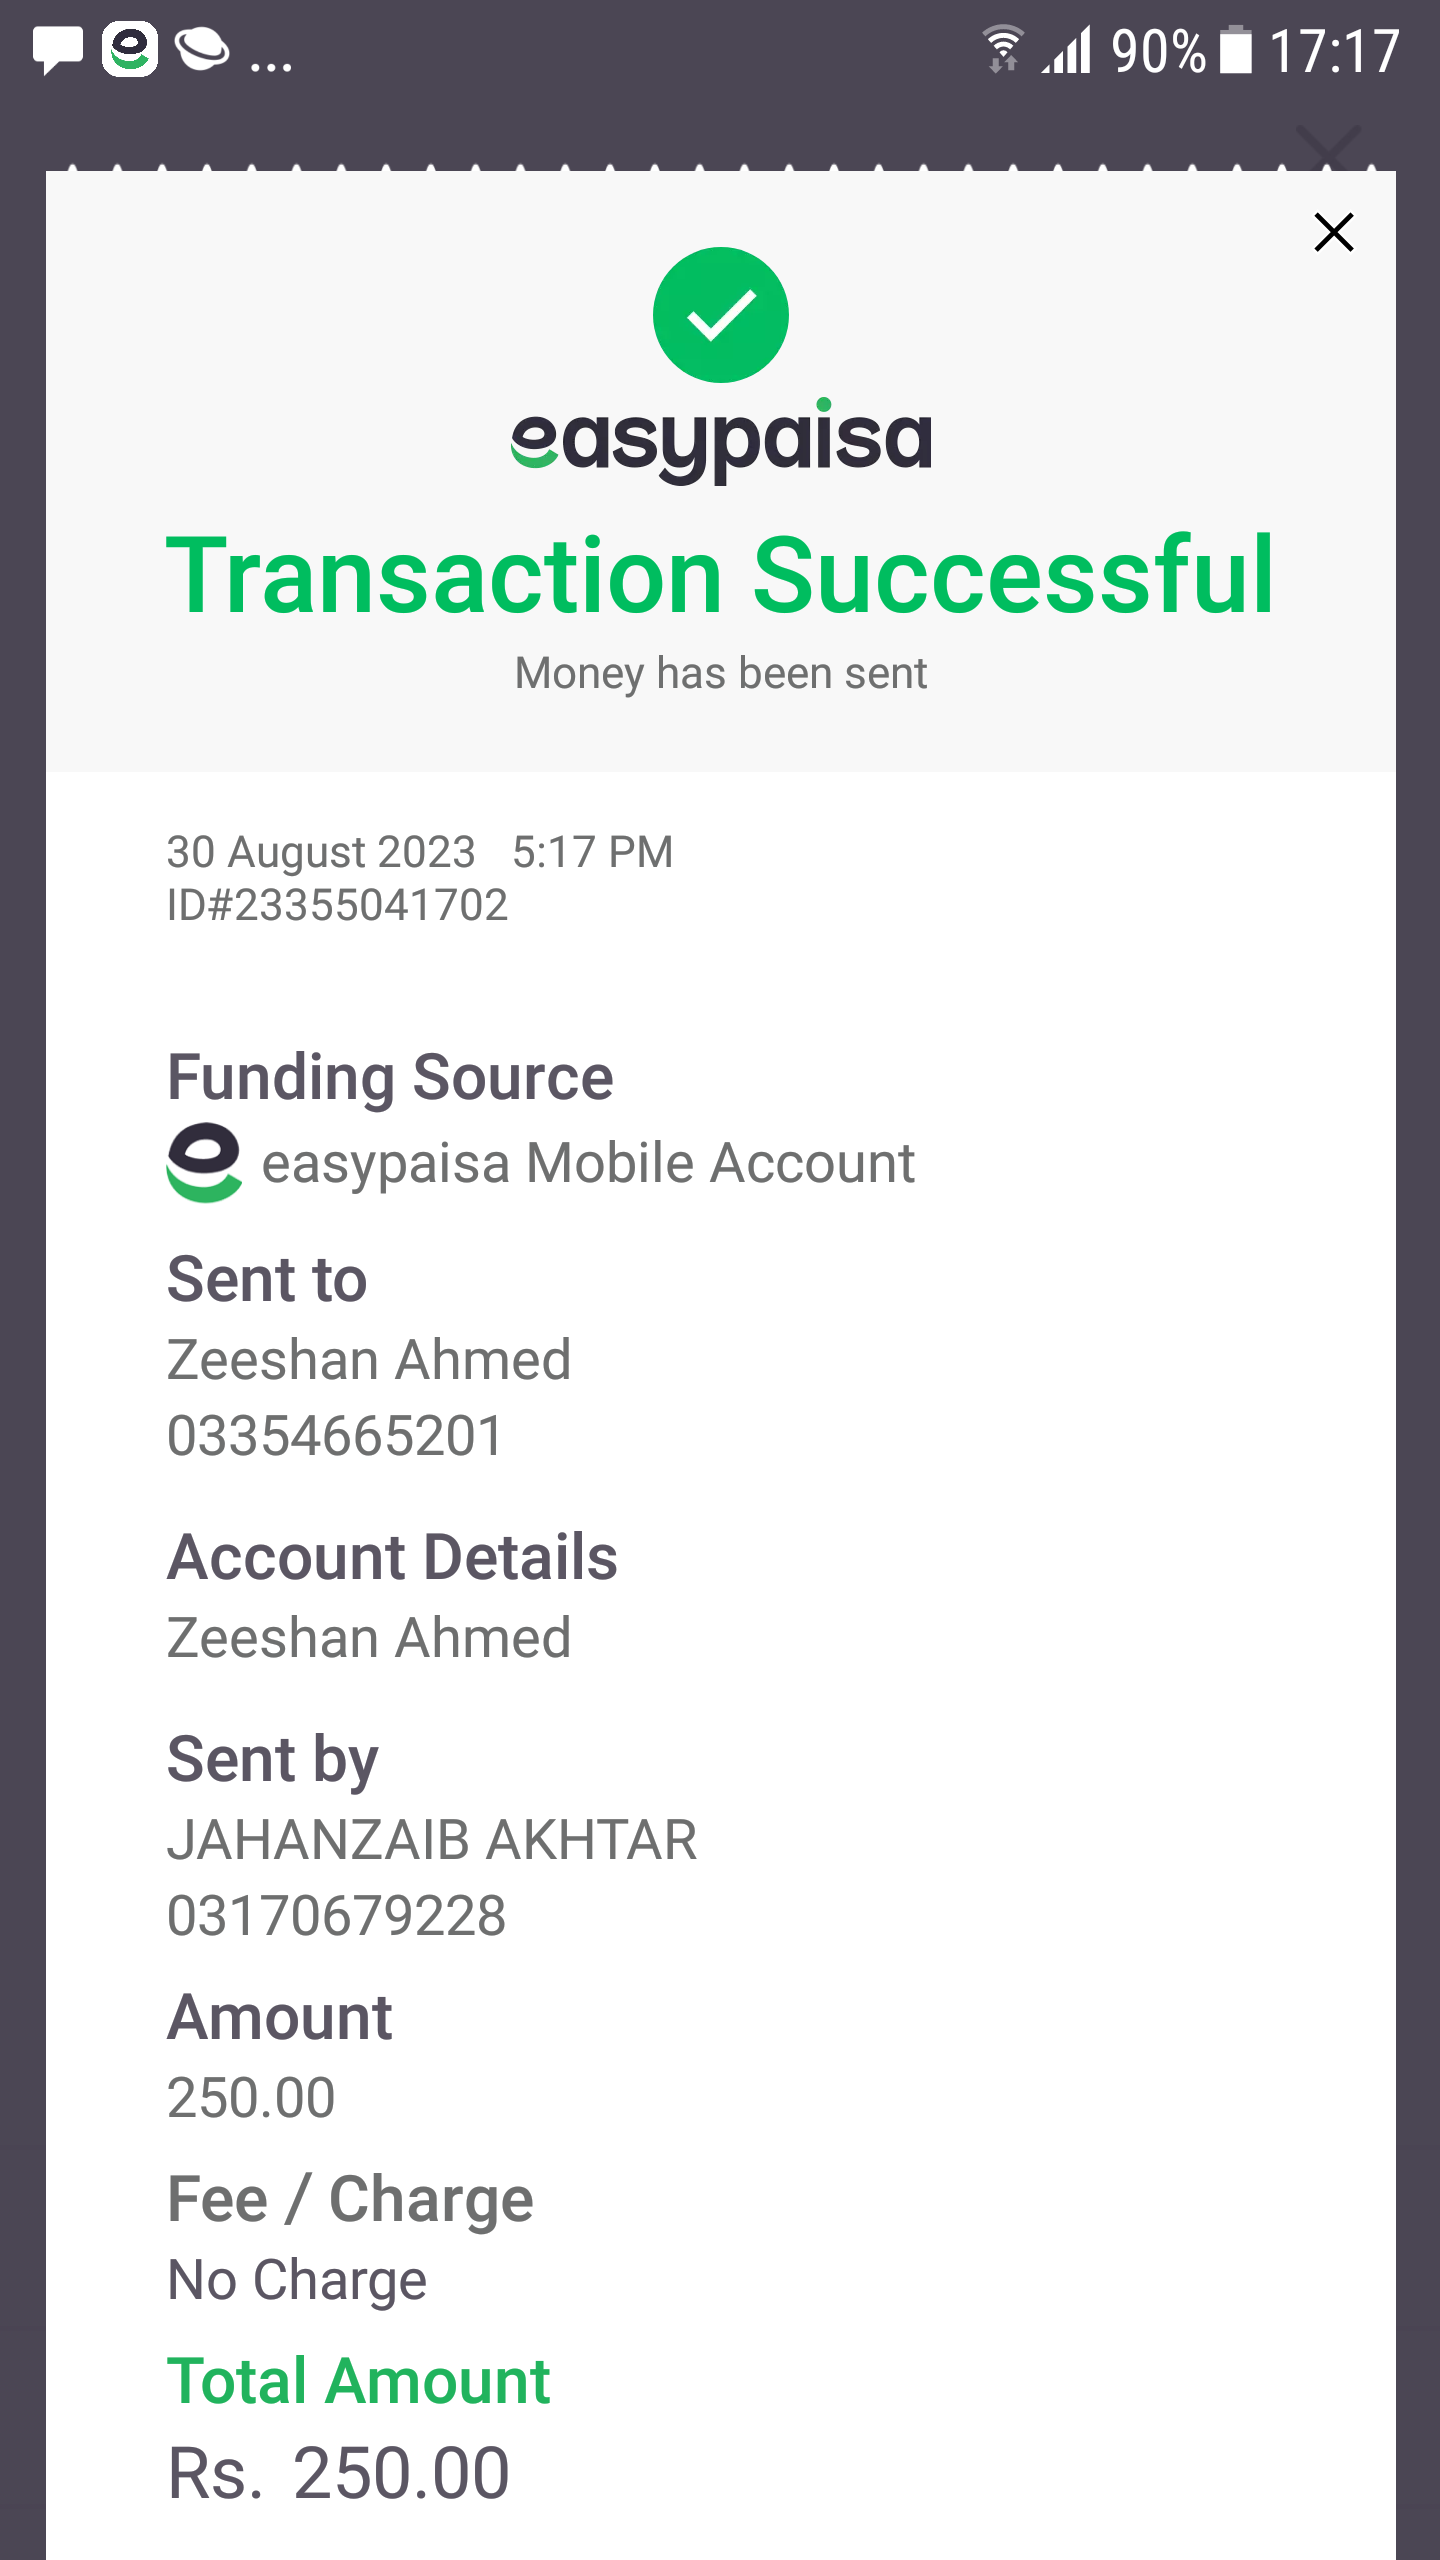 ... 90% 17:17
easypaisa
Transaction Successful
Money has been sent
30 August 2023 5:17 PM
ID#23355041702
Funding Source
easypaisa Mobile Account
Sent to
Zeeshan Ahmed
03354665201
Account Details
Zeeshan Ahmed
Sent by
JAHANZAIB AKHTAR
03170679228
Amount
250.00
Fee / Charge
No Charge
Total Amount
Rs. 250.00